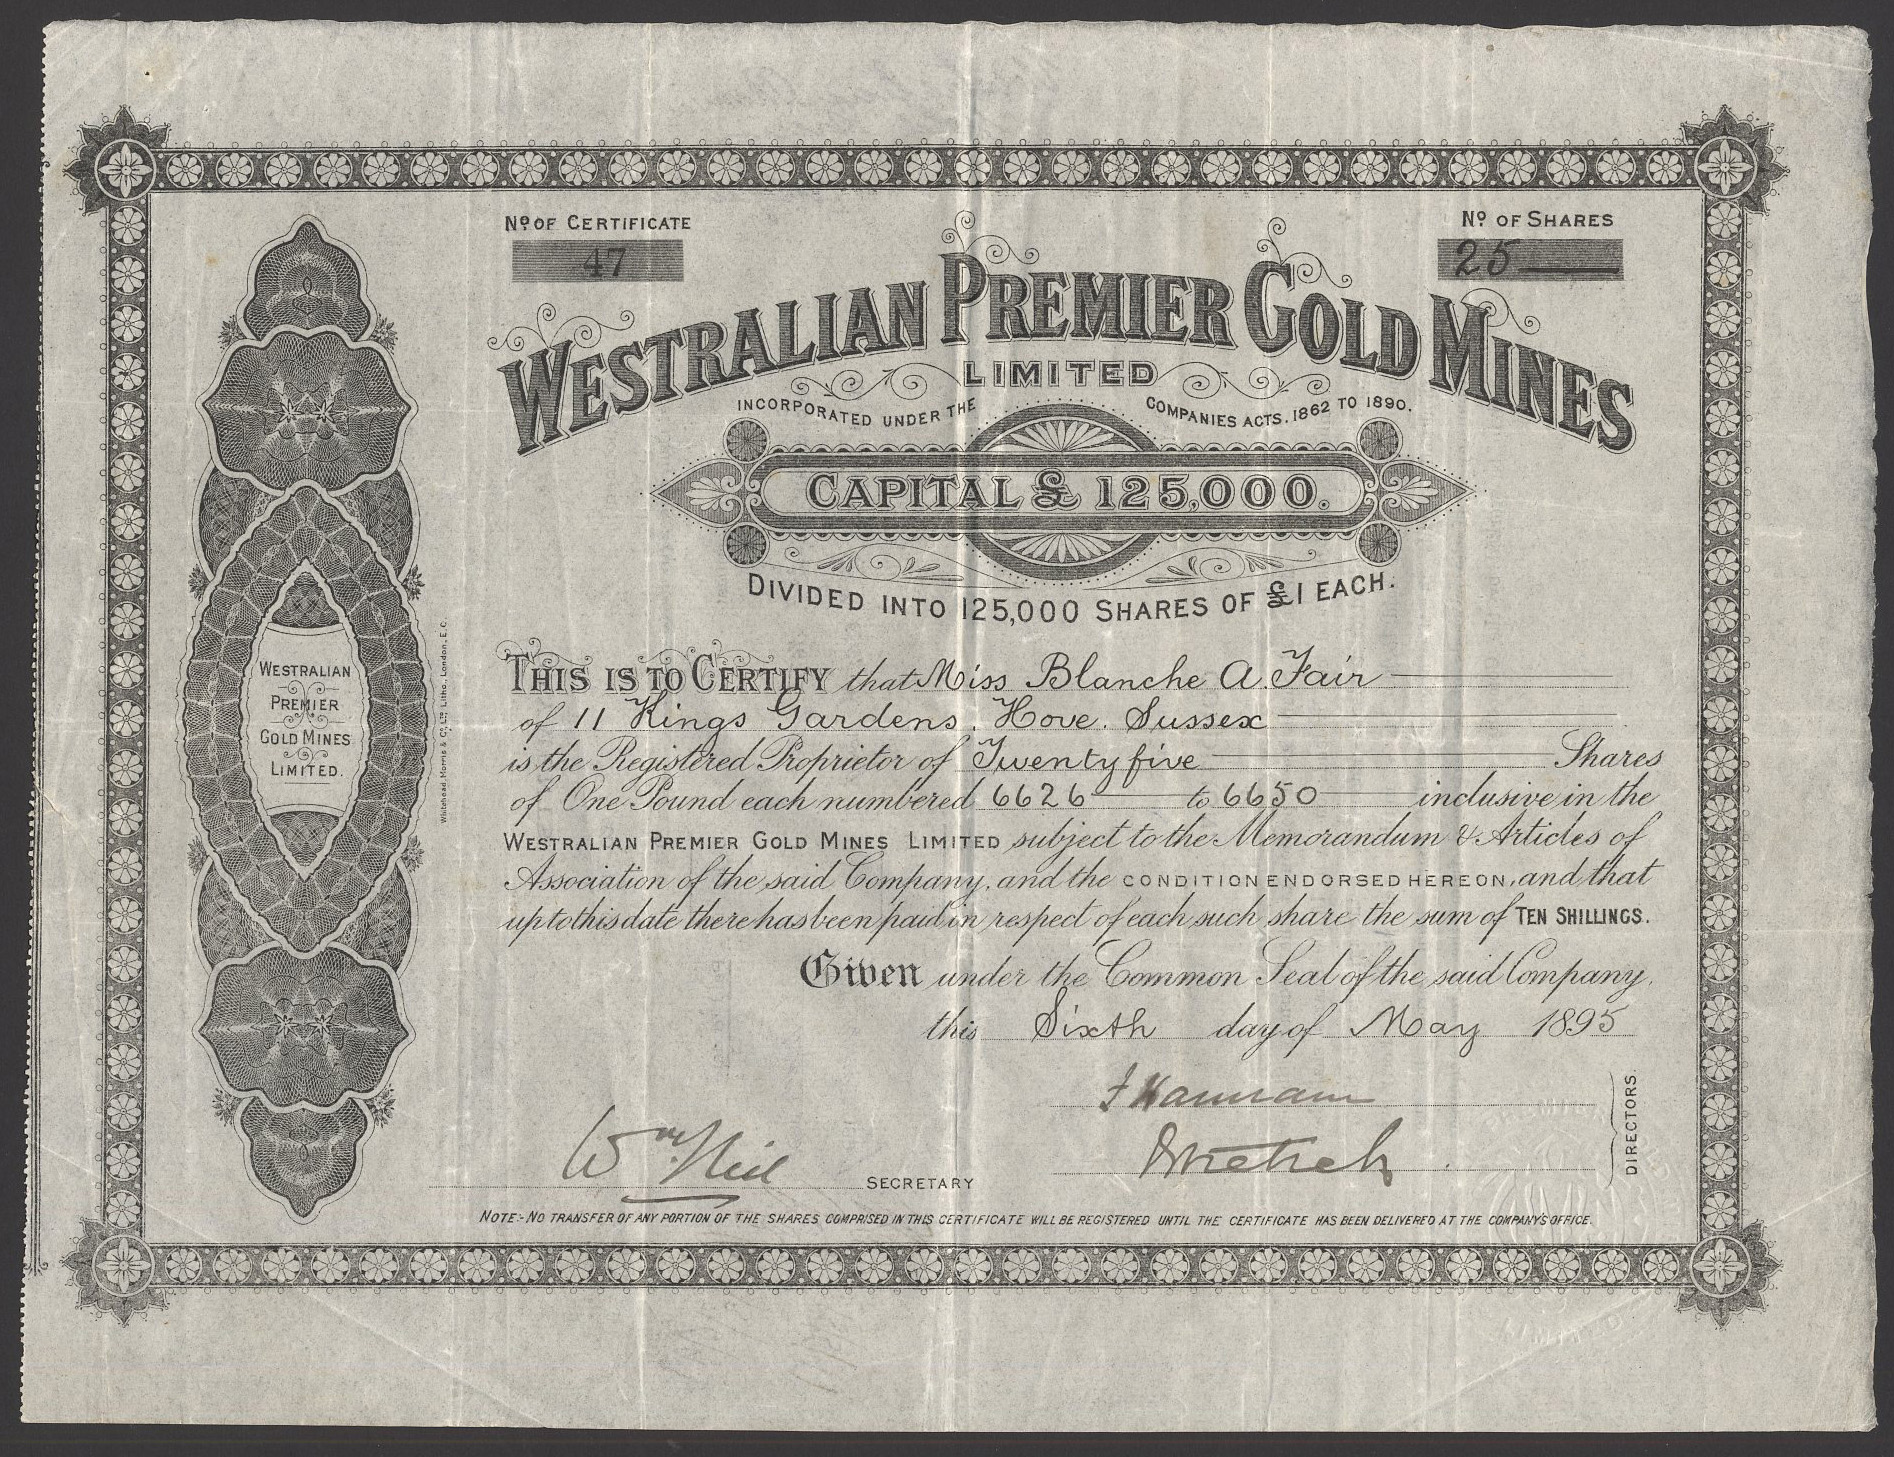 Nº OF CERTIFICATE
47
Nº OF SHARES
25
WESTRALIAN PREMIER GOLD MINES
LIMITED
INCORPORATED UNDER THE COMPANIES ACTS. 1862 TO 1890.
CAPITAL £ 125,000.
DIVIDED INTO 125,000 SHARES OF £1 EACH.
WESTRALIAN
PREMIER
GOLD MINES
LIMITED.
Whitehead, Morris & Co. Ltd. Litho., London, E.C.
THIS IS TO CERTIFY that Miss Blanche A. Fair
of 11 Kings Gardens. Hove. Sussex
is the Registered Proprietor of Twenty five Shares
of One Pound each numbered 6626 to 6650 inclusive in the
WESTRALIAN PREMIER GOLD MINES LIMITED subject to the Memorandum & Articles of
Association of the said Company, and the CONDITION ENDORSED HEREON, and that
up to this date there has been paid in respect of each such share the sum of TEN SHILLINGS.
Given under the Common Seal of the said Company,
this Sixth day of May 1895
DIRECTORS.
Wm. Neil SECRETARY
NOTE:- NO TRANSFER OF ANY PORTION OF THE SHARES COMPRISED IN THIS CERTIFICATE WILL BE REGISTERED UNTIL THE CERTIFICATE HAS BEEN DELIVERED AT THE COMPANY'S OFFICE.
LIMITED